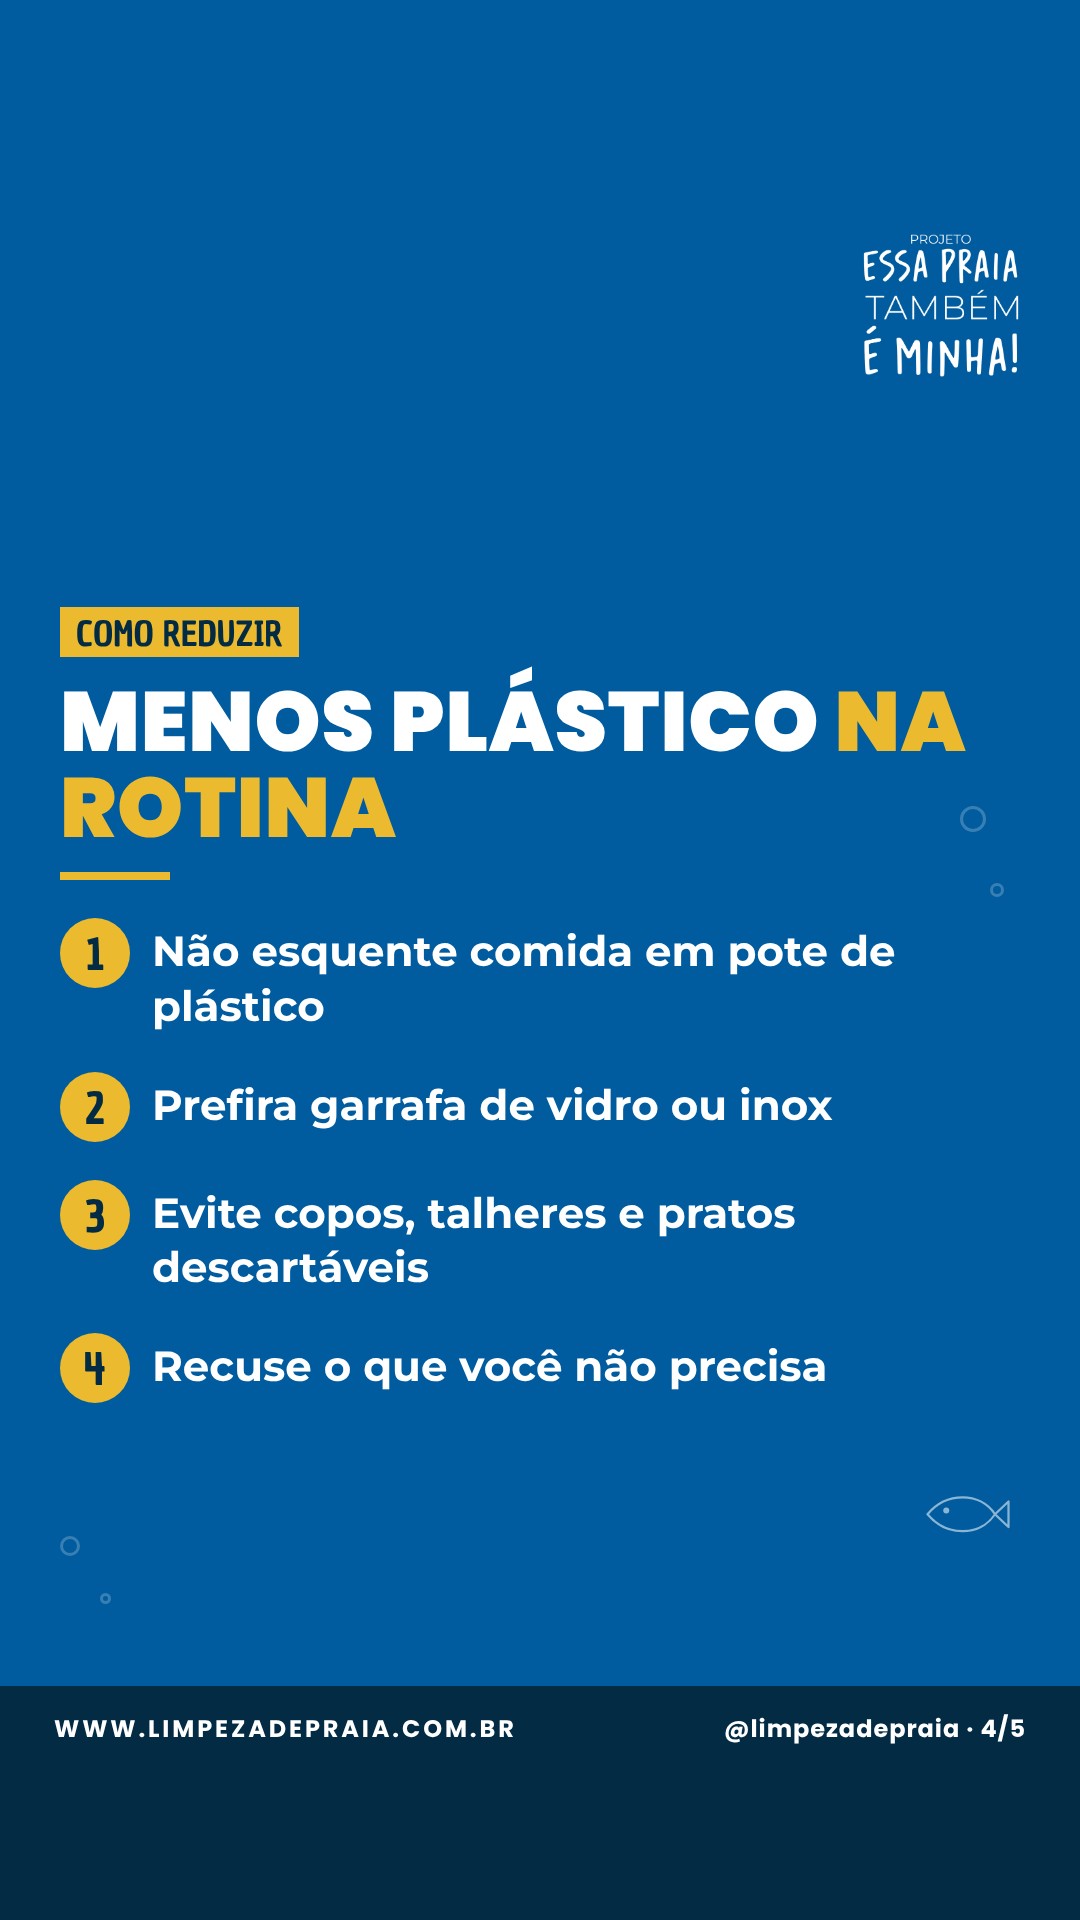 PROJETO
ESSA PRAIA
TAMBÉM
É MINHA!
COMO REDUZIR
MENOS PLÁSTICO NA
ROTINA
1 Não esquente comida em pote de
plástico
2 Prefira garrafa de vidro ou inox
3 Evite copos, talheres e pratos
descartáveis
4 Recuse o que você não precisa
WWW.LIMPEZADEPRAIA.COM.BR
@limpezadepraia · 4/5